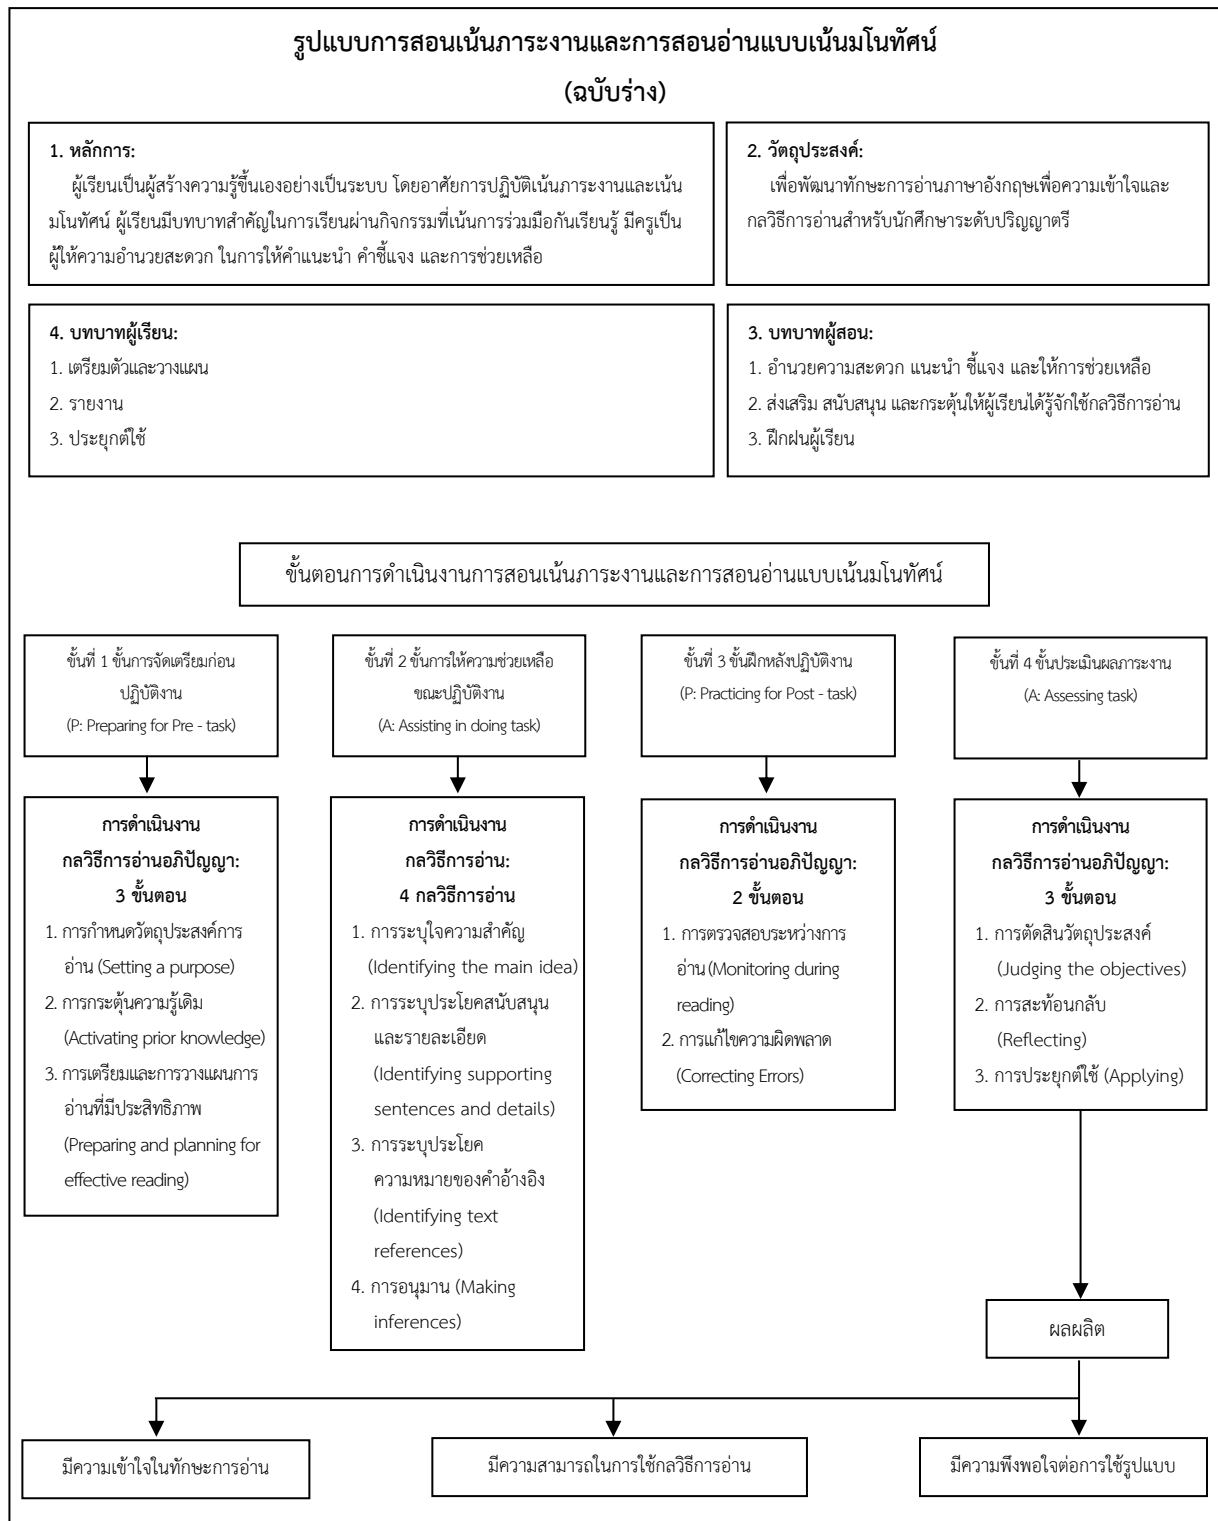 รูปแบบการสอนเน้นภาระงานและการสอนอ่านแบบเน้นมโนทัศน์
(ฉบับร่าง)
1. หลักการ:
ผู้เรียนเป็นผู้สร้างความรู้ขึ้นเองอย่างเป็นระบบ โดยอาศัยการปฏิบัติเน้นภาระงานและเน้น
มโนทัศน์ ผู้เรียนมีบทบาทสำคัญในการเรียนผ่านกิจกรรมที่เน้นการร่วมมือกันเรียนรู้ มีครูเป็น
ผู้ให้ความอำนวยสะดวก ในการให้คำแนะนำ คำชี้แจง และการช่วยเหลือ
2. วัตถุประสงค์:
เพื่อพัฒนาทักษะการอ่านภาษาอังกฤษเพื่อความเข้าใจและ
กลวิธีการอ่านสำหรับนักศึกษาระดับปริญญาตรี
4. บทบาทผู้เรียน:
1. เตรียมตัวและวางแผน
2. รายงาน
3. ประยุกต์ใช้
3. บทบาทผู้สอน:
1. อำนวยความสะดวก แนะนำ ชี้แจง และให้การช่วยเหลือ
2. ส่งเสริม สนับสนุน และกระตุ้นให้ผู้เรียนได้รู้จักใช้กลวิธีการอ่าน
3. ฝึกฝนผู้เรียน
ขั้นตอนการดำเนินงานการสอนเน้นภาระงานและการสอนอ่านแบบเน้นมโนทัศน์
ขั้นที่ 1 ขั้นการจัดเตรียมก่อน
ปฏิบัติงาน
(P: Preparing for Pre - task)
ขั้นที่ 2 ขั้นการให้ความช่วยเหลือ
ขณะปฏิบัติงาน
(A: Assisting in doing task)
ขั้นที่ 3 ขั้นฝึกหลังปฏิบัติงาน
(P: Practicing for Post - task)
ขั้นที่ 4 ขั้นประเมินผลภาระงาน
(A: Assessing task)
การดำเนินงาน
กลวิธีการอ่านอภิปัญญา:
3 ขั้นตอน
1. การกำหนดวัตถุประสงค์การ
อ่าน (Setting a purpose)
2. การกระตุ้นความรู้เดิม
(Activating prior knowledge)
3. การเตรียมและการวางแผนการ
อ่านที่มีประสิทธิภาพ
(Preparing and planning for
effective reading)
การดำเนินงาน
กลวิธีการอ่าน:
4 กลวิธีการอ่าน
1. การระบุใจความสำคัญ
(Identifying the main idea)
2. การระบุประโยคสนับสนุน
และรายละเอียด
(Identifying supporting
sentences and details)
3. การระบุประโยค
ความหมายของคำอ้างอิง
(Identifying text
references)
4. การอนุมาน (Making
inferences)
การดำเนินงาน
กลวิธีการอ่านอภิปัญญา:
2 ขั้นตอน
1. การตรวจสอบระหว่างการ
อ่าน (Monitoring during
reading)
2. การแก้ไขความผิดพลาด
(Correcting Errors)
การดำเนินงาน
กลวิธีการอ่านอภิปัญญา:
3 ขั้นตอน
1. การตัดสินวัตถุประสงค์
(Judging the objectives)
2. การสะท้อนกลับ
(Reflecting)
3. การประยุกต์ใช้ (Applying)
ผลผลิต
มีความเข้าใจในทักษะการอ่าน
มีความสามารถในการใช้กลวิธีการอ่าน
มีความพึงพอใจต่อการใช้รูปแบบ